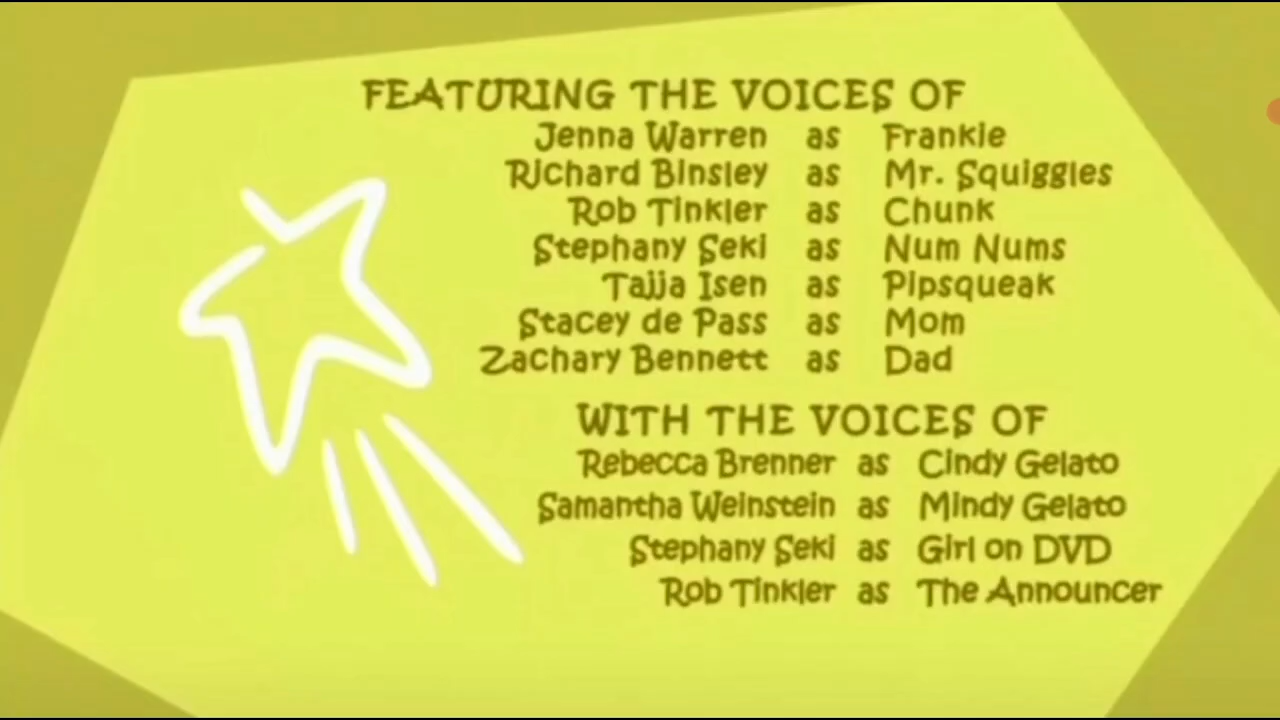 FEATURING THE VOICES OF
Jenna Warren as Frankie
Richard Binsley as Mr. Squiggles
Rob Tinkler as Chunk
Stephany Seki as Num Nums
Tajja Isen as Pipsqueak
Stacey de Pass as Mom
Zachary Bennett as Dad
WITH THE VOICES OF
Rebecca Brenner as Cindy Gelato
Samantha Weinstein as Mindy Gelato
Stephany Seki as Girl on DVD
Rob Tinkler as The Announcer